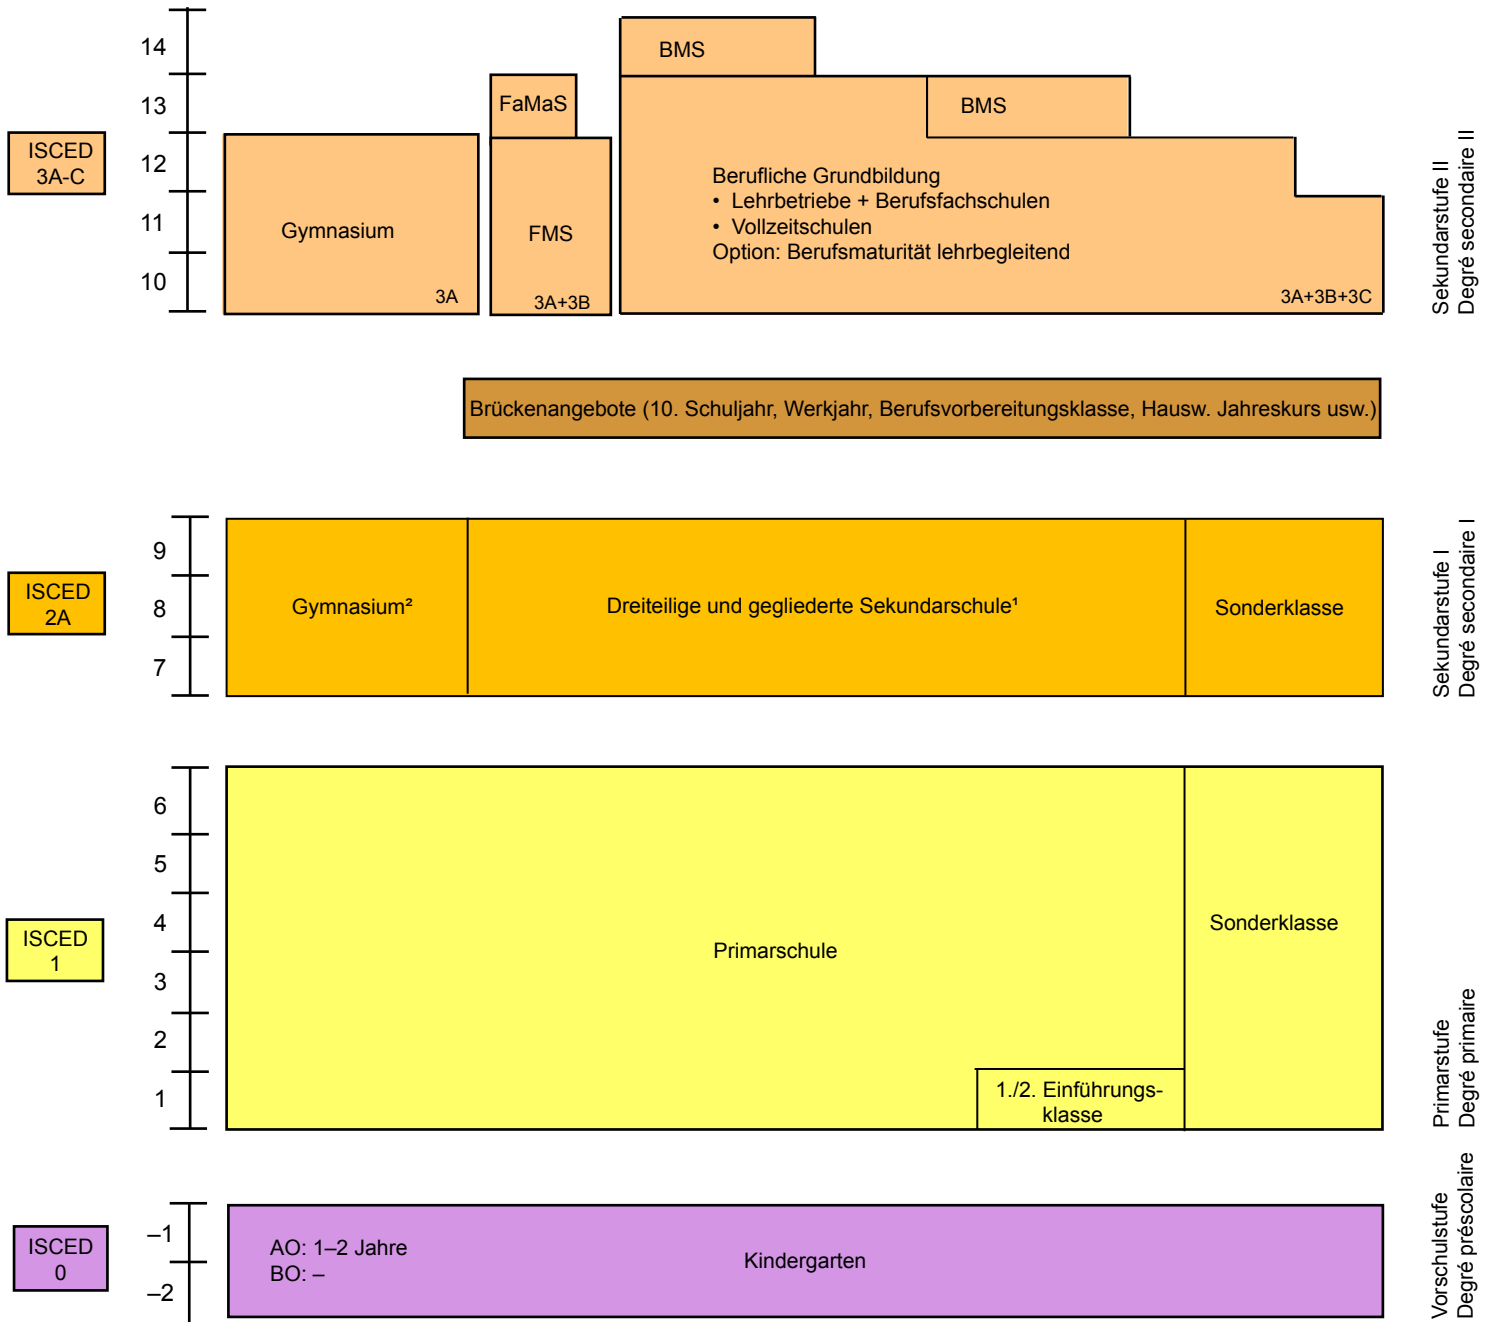 14
BMS
13
FaMaS
BMS
ISCED
3A-C
12
Berufliche Grundbildung
• Lehrbetriebe + Berufsfachschulen
• Vollzeitschulen
Option: Berufsmaturität lehrbegleitend
11
Gymnasium
FMS
10
3A
3A+3B
3A+3B+3C
Sekundarstufe II
Degré secondaire II
Brückenangebote (10. Schuljahr, Werkjahr, Berufsvorbereitungsklasse, Hausw. Jahreskurs usw.)
9
ISCED
2A
8
Gymnasium²
Dreiteilige und gegliederte Sekundarschule¹
Sonderklasse
7
Sekundarstufe I
Degré secondaire I
6
5
4
ISCED
1
Sonderklasse
Primarschule
3
2
1
1./2. Einführungs-
klasse
Primarstufe
Degré primaire
–1
ISCED
0
AO: 1–2 Jahre
BO: –
Kindergarten
–2
Vorschulstufe
Degré préscolaire